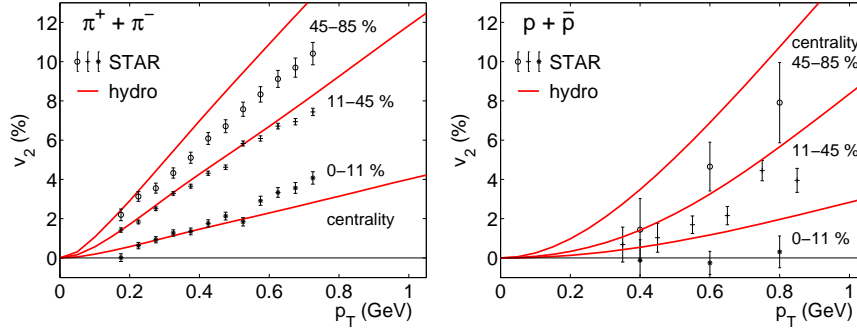 π⁺ + π⁻
STAR
hydro
45−85 %
11−45 %
0−11 %
centrality
v₂ (%)
12
10
8
6
4
2
0
0 0.2 0.4 0.6 0.8 1
p_T (GeV)
p + p̄
STAR
hydro
centrality
45−85 %
11−45 %
0−11 %
v₂ (%)
12
10
8
6
4
2
0
0 0.2 0.4 0.6 0.8 1
p_T (GeV)